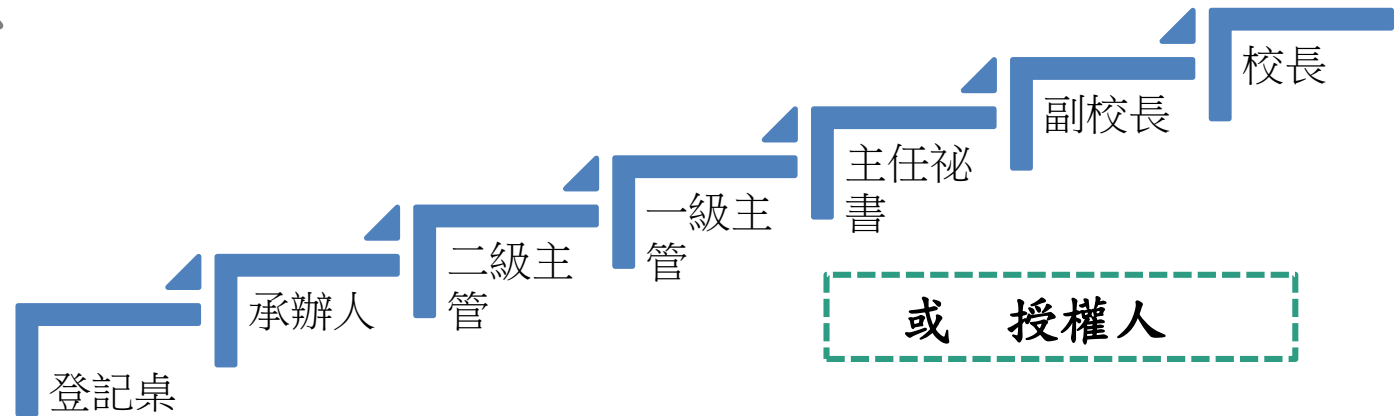 登記桌
承辦人
二級主
管
一級主
管
主任祕
書
副校長
校長
或 授權人